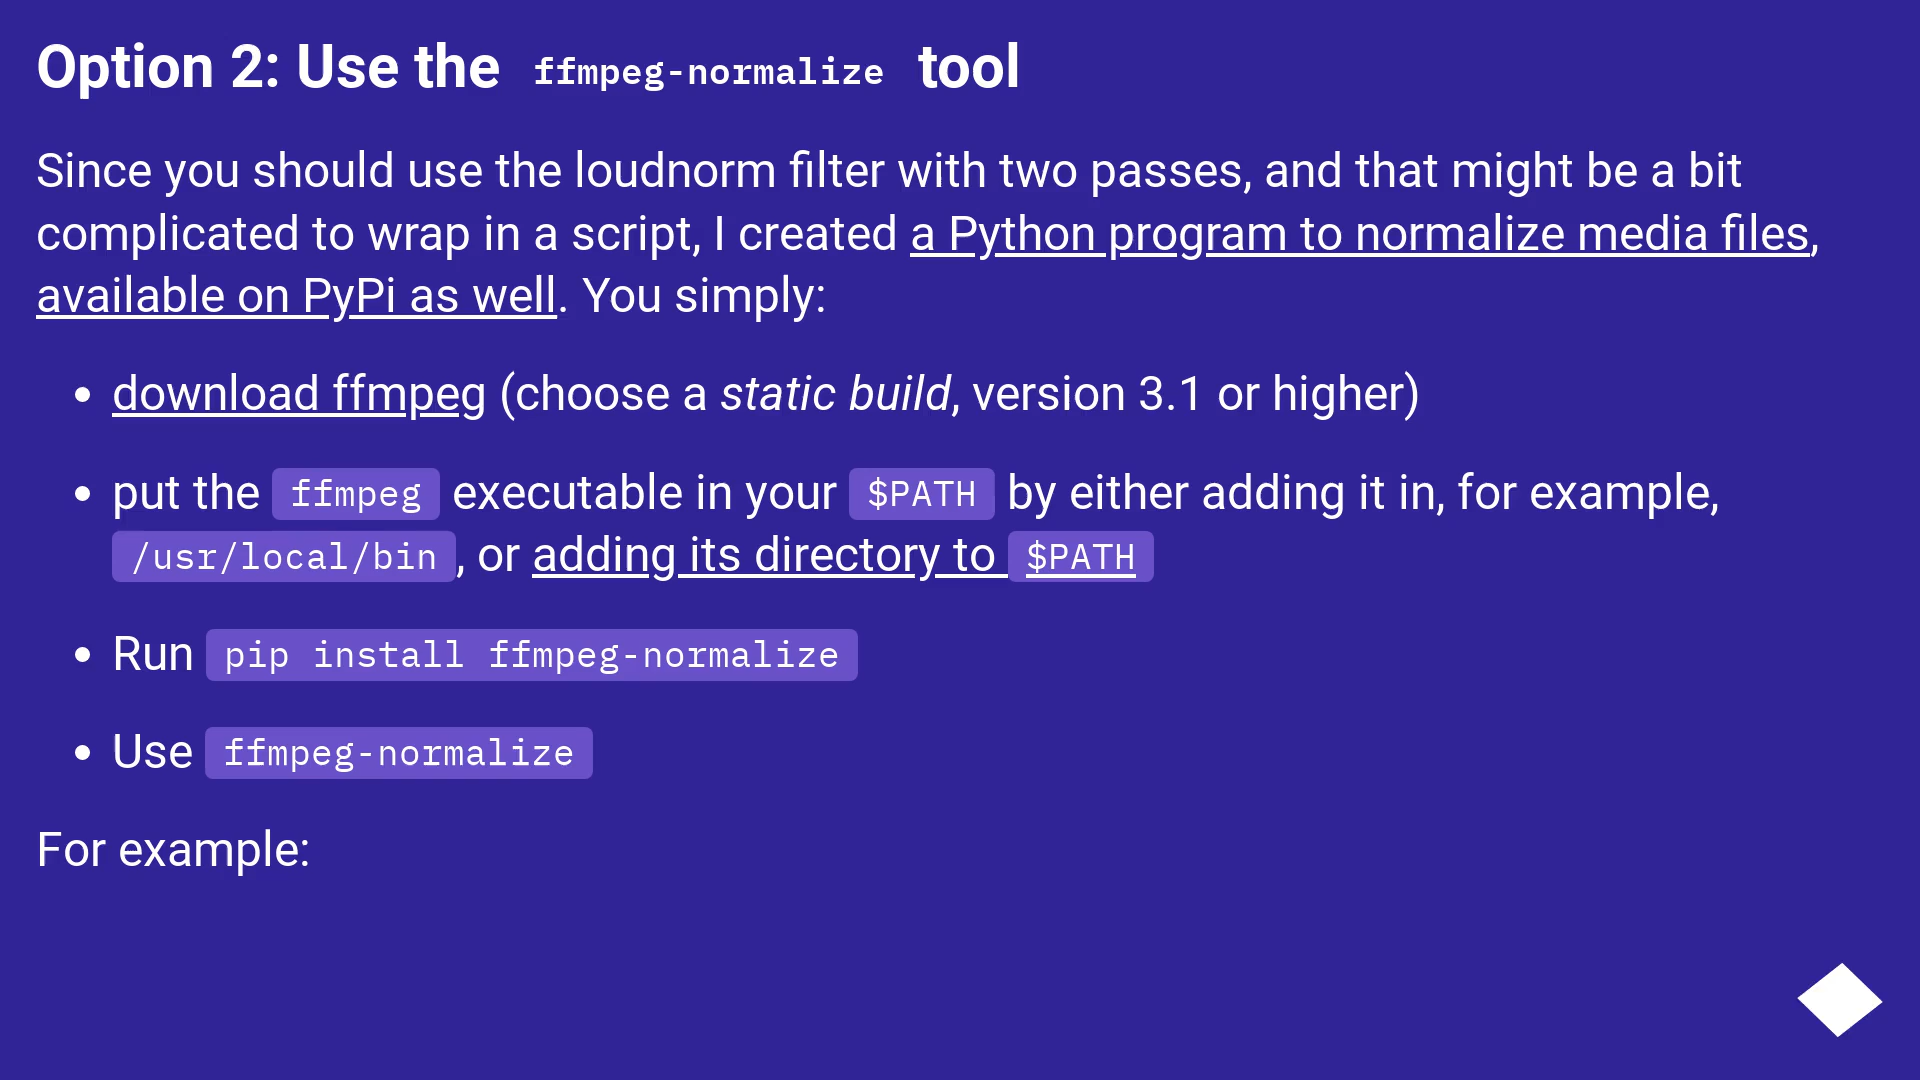 Option 2: Use the ffmpeg-normalize tool
Since you should use the loudnorm filter with two passes, and that might be a bit
complicated to wrap in a script, I created a Python program to normalize media files,
available on PyPi as well. You simply:
• download ffmpeg (choose a static build, version 3.1 or higher)
• put the ffmpeg executable in your $PATH by either adding it in, for example,
/usr/local/bin, or adding its directory to $PATH
• Run pip install ffmpeg-normalize
• Use ffmpeg-normalize
For example: